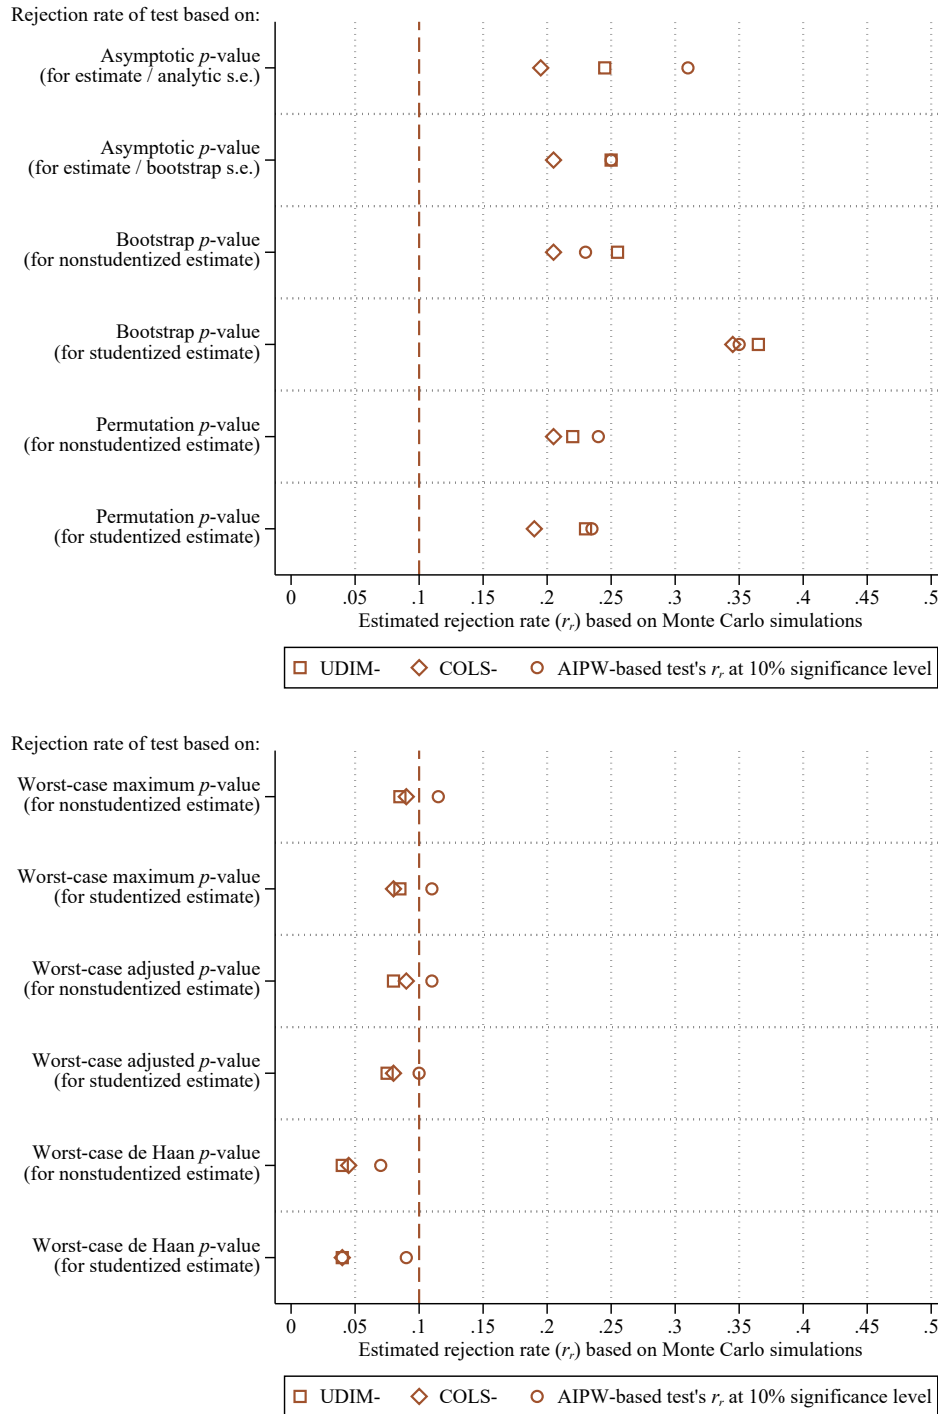 Rejection rate of test based on:
Asymptotic p-value
(for estimate / analytic s.e.)
Asymptotic p-value
(for estimate / bootstrap s.e.)
Bootstrap p-value
(for nonstudentized estimate)
Bootstrap p-value
(for studentized estimate)
Permutation p-value
(for nonstudentized estimate)
Permutation p-value
(for studentized estimate)
0 .05 .1 .15 .2 .25 .3 .35 .4 .45 .5
Estimated rejection rate (r_r) based on Monte Carlo simulations
UDIM- COLS- AIPW-based test's r_r at 10% significance level
Rejection rate of test based on:
Worst-case maximum p-value
(for nonstudentized estimate)
Worst-case maximum p-value
(for studentized estimate)
Worst-case adjusted p-value
(for nonstudentized estimate)
Worst-case adjusted p-value
(for studentized estimate)
Worst-case de Haan p-value
(for nonstudentized estimate)
Worst-case de Haan p-value
(for studentized estimate)
0 .05 .1 .15 .2 .25 .3 .35 .4 .45 .5
Estimated rejection rate (r_r) based on Monte Carlo simulations
UDIM- COLS- AIPW-based test's r_r at 10% significance level